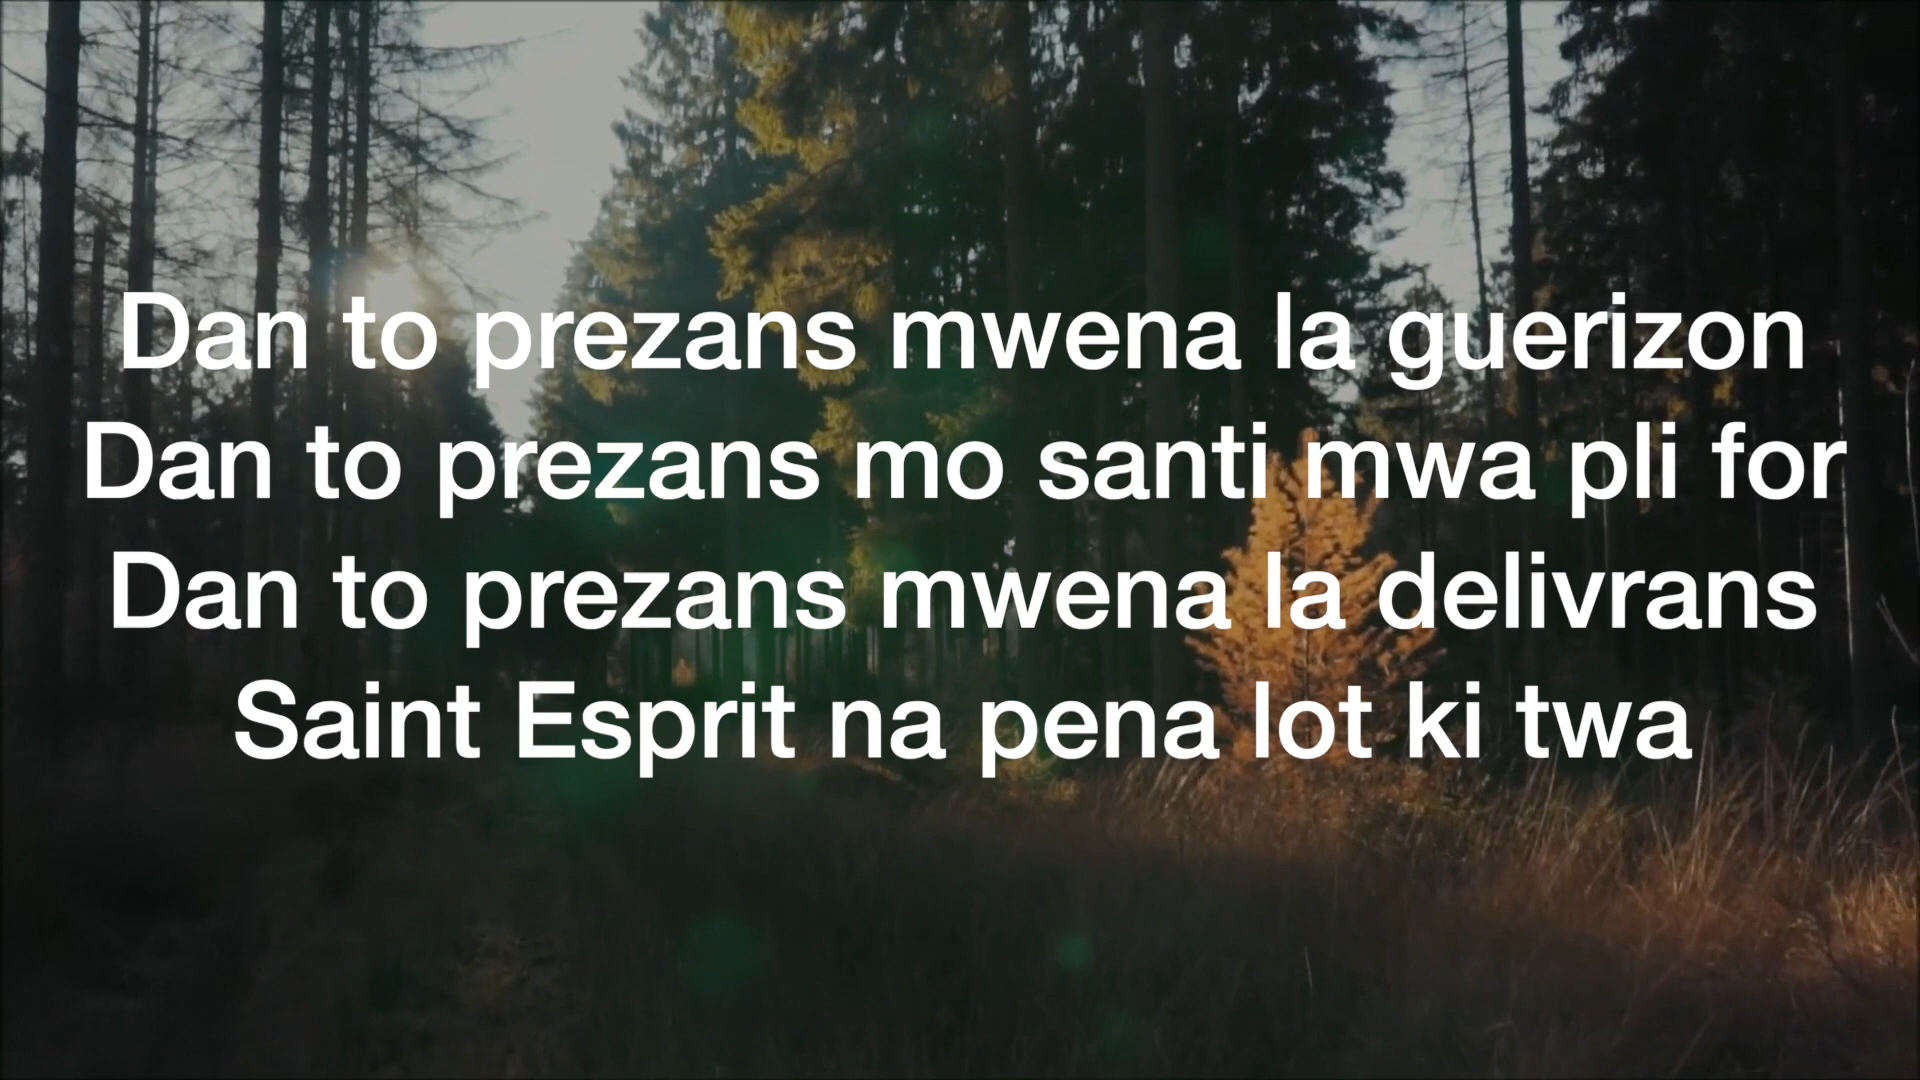 Dan to prezans mwena la guerizon
Dan to prezans mo santi mwa pli for
Dan to prezans mwena la delivrans
Saint Esprit na pena lot ki twa